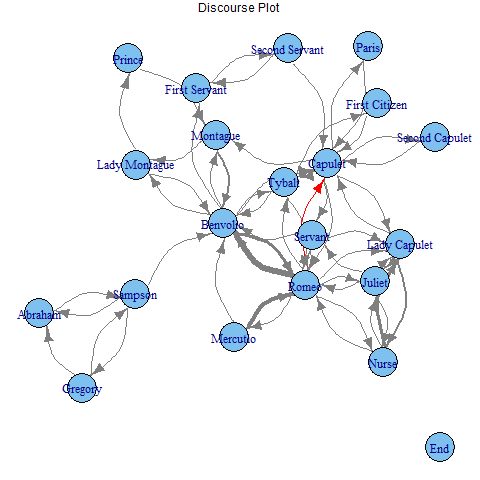 Discourse Plot
Prince
Second Servant
Paris
First Servant
First Citizen
Montague
Second Capulet
Lady Montague
Capulet
Tybalt
Benvolio
Servant
Lady Capulet
Romeo
Juliet
Sampson
Abraham
Mercutio
Nurse
Gregory
End